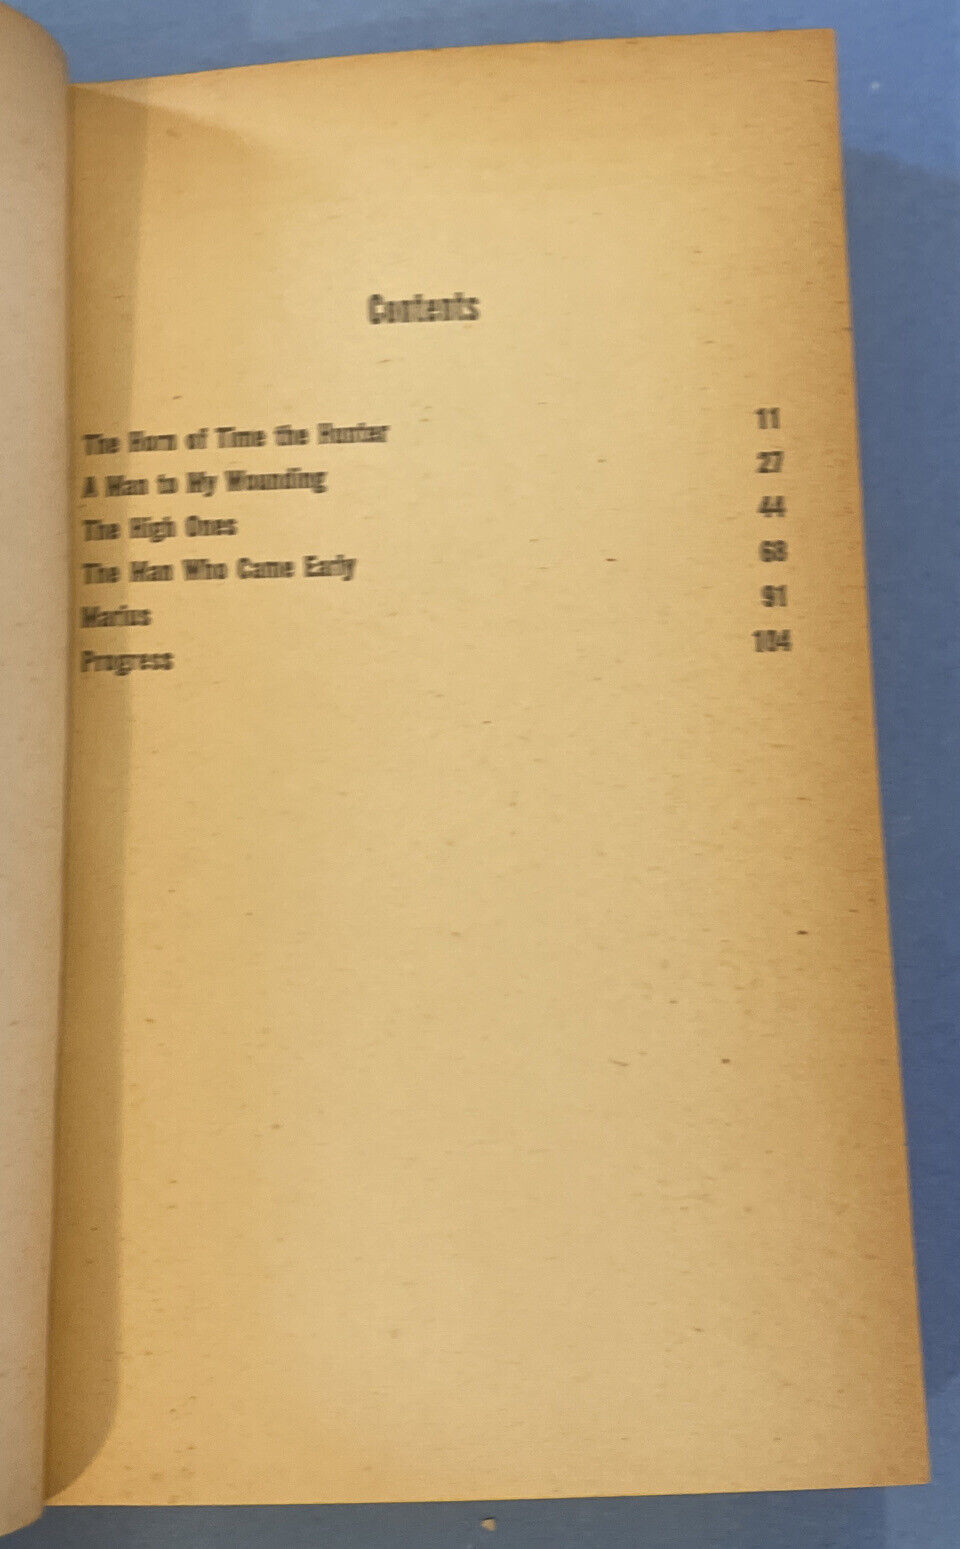 Contents
The Horn of Time the Hunter 11
A Man to My Wounding 27
The High Ones 44
The Man Who Came Early 68
Marius 91
Progress 104